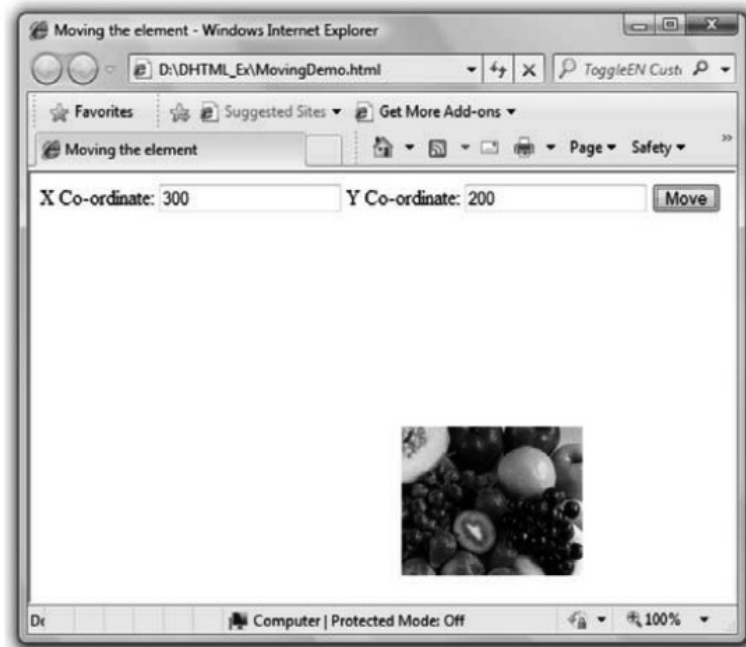 Moving the element - Windows Internet Explorer
D:\DHTML_Ex\MovingDemo.html ToggleEN Cust
Favorites Suggested Sites Get More Add-ons
Moving the element Page Safety »
X Co-ordinate: 300 Y Co-ordinate: 200 Move
Computer | Protected Mode: Off 100%